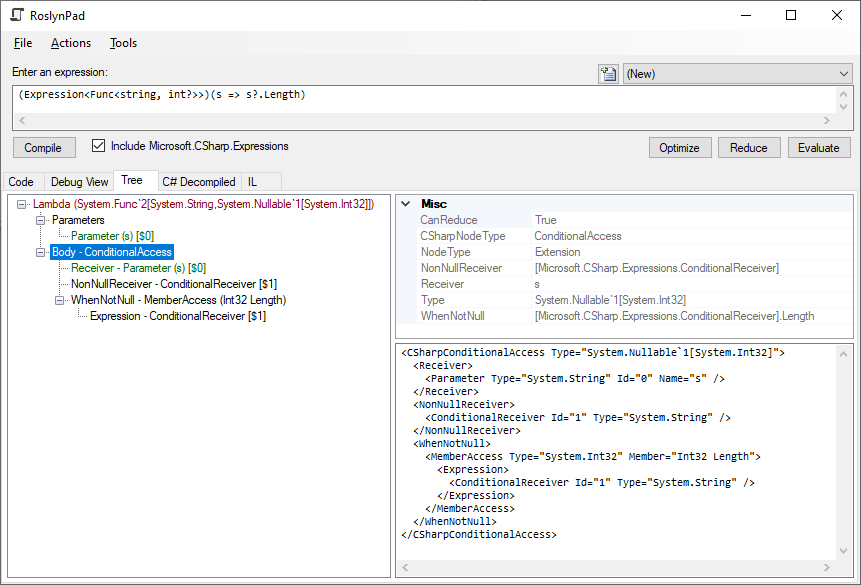 RoslynPad
File Actions Tools
Enter an expression:
(New)
(Expression<Func<string, int?>>)(s => s?.Length)
Compile
Include Microsoft.CSharp.Expressions
Optimize Reduce Evaluate
Code Debug View Tree C# Decompiled IL
Lambda (System.Func`2[System.String,System.Nullable`1[System.Int32]])
Parameters
Parameter (s) [$0]
Body - ConditionalAccess
Receiver - Parameter (s) [$0]
NonNullReceiver - ConditionalReceiver [$1]
WhenNotNull - MemberAccess (Int32 Length)
Expression - ConditionalReceiver [$1]
Misc
CanReduce True
CSharpNodeType ConditionalAccess
NodeType Extension
NonNullReceiver [Microsoft.CSharp.Expressions.ConditionalReceiver]
Receiver s
Type System.Nullable`1[System.Int32]
WhenNotNull [Microsoft.CSharp.Expressions.ConditionalReceiver].Length
<CSharpConditionalAccess Type="System.Nullable`1[System.Int32]">
<Receiver>
<Parameter Type="System.String" Id="0" Name="s" />
</Receiver>
<NonNullReceiver>
<ConditionalReceiver Id="1" Type="System.String" />
</NonNullReceiver>
<WhenNotNull>
<MemberAccess Type="System.Int32" Member="Int32 Length">
<Expression>
<ConditionalReceiver Id="1" Type="System.String" />
</Expression>
</MemberAccess>
</WhenNotNull>
</CSharpConditionalAccess>